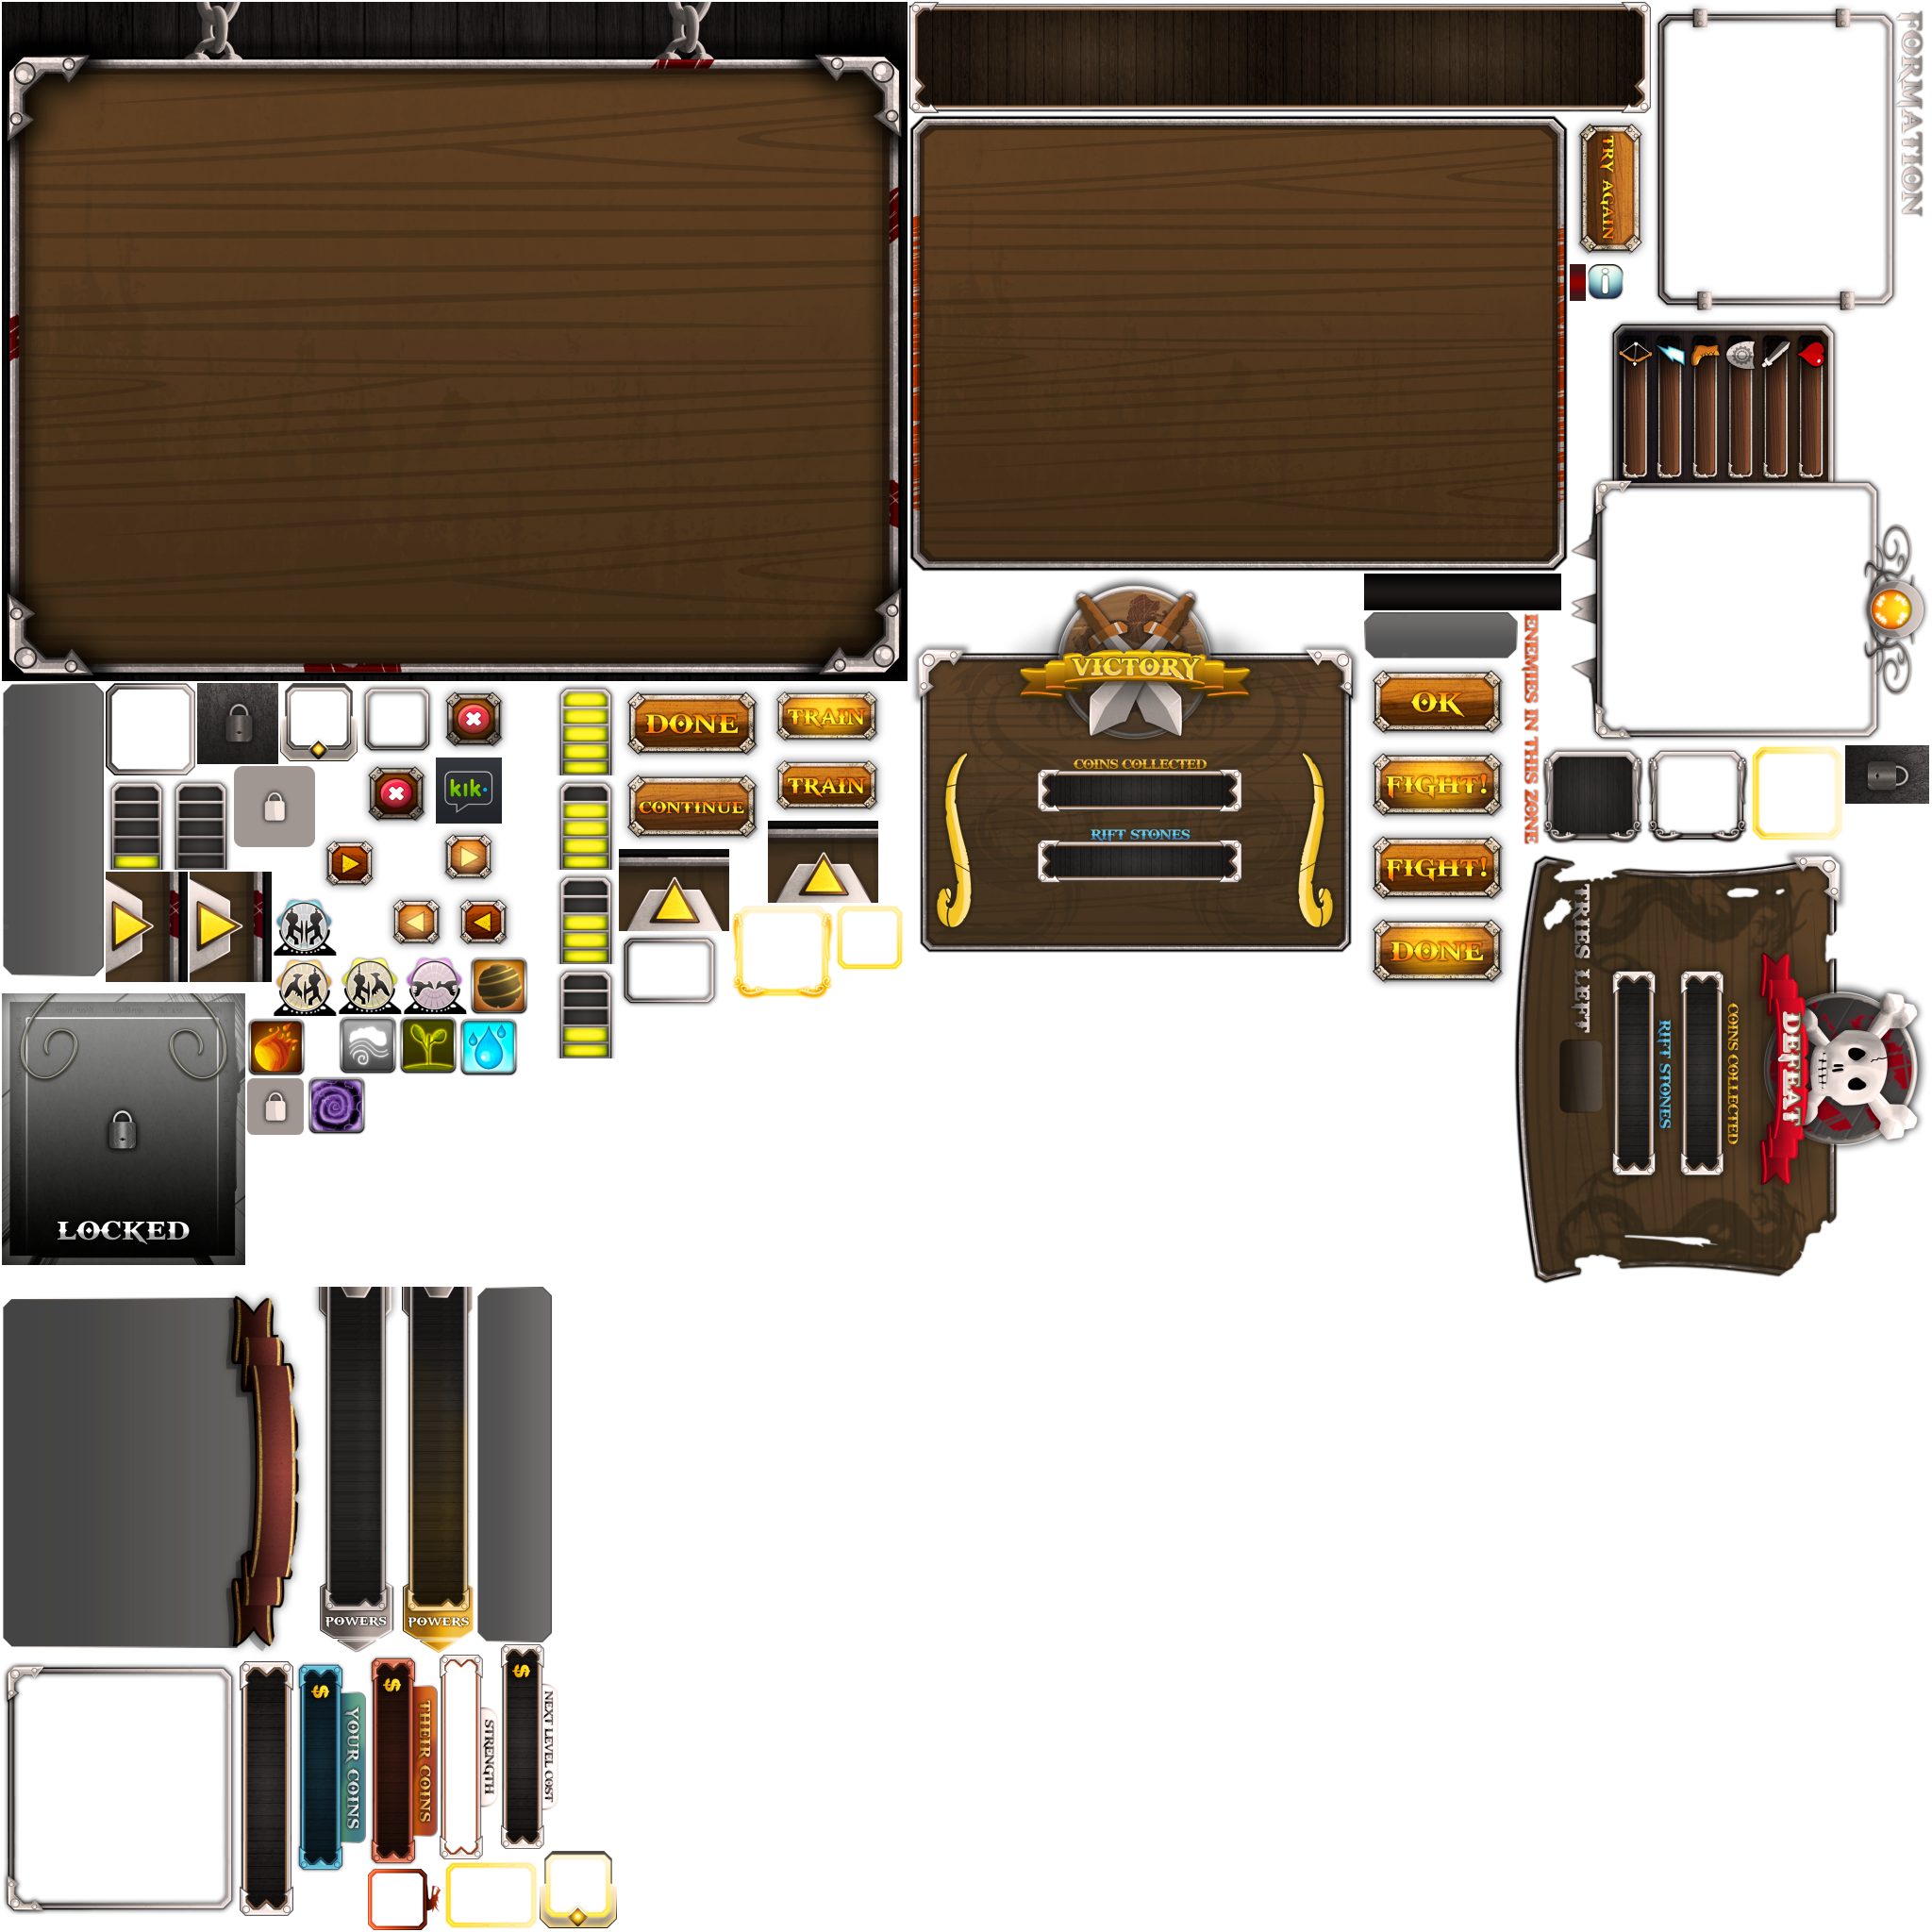 FORMATION
TRY AGAIN
VICTORY
COINS COLLECTED
RIFT STONES
ENEMIES IN THIS ZONE
OK
FIGHT!
FIGHT!
DONE
DONE
TRAIN
CONTINUE
TRAIN
kik
TRIES LEFT
RIFT STONES
COINS COLLECTED
DEFEAT
LOCKED
POWERS
POWERS
$
YOUR COINS
$
THEIR COINS
STRENGTH
$
NEXT LEVEL COST